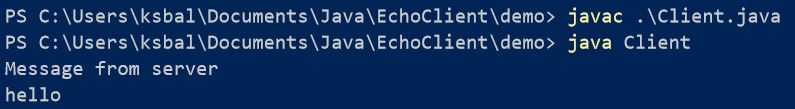 PS C:\Users\ksbal\Documents\Java\EchoClient\demo> javac .\Client.java
PS C:\Users\ksbal\Documents\Java\EchoClient\demo> java Client
Message from server
hello